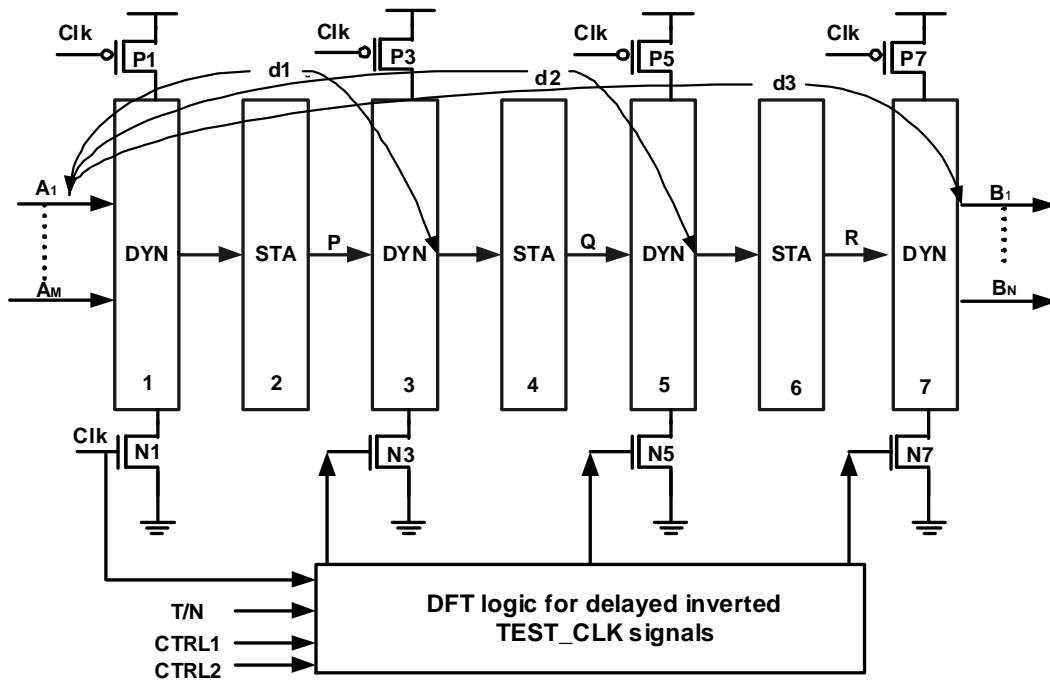 Clk
P1
Clk
P3
Clk
P5
Clk
P7
d1
d2
d3
A1
AM
DYN
STA
P
DYN
STA
Q
DYN
STA
R
DYN
B1
BN
1
2
3
4
5
6
7
Clk
N1
N3
N5
N7
T/N
CTRL1
CTRL2
DFT logic for delayed inverted
TEST_CLK signals